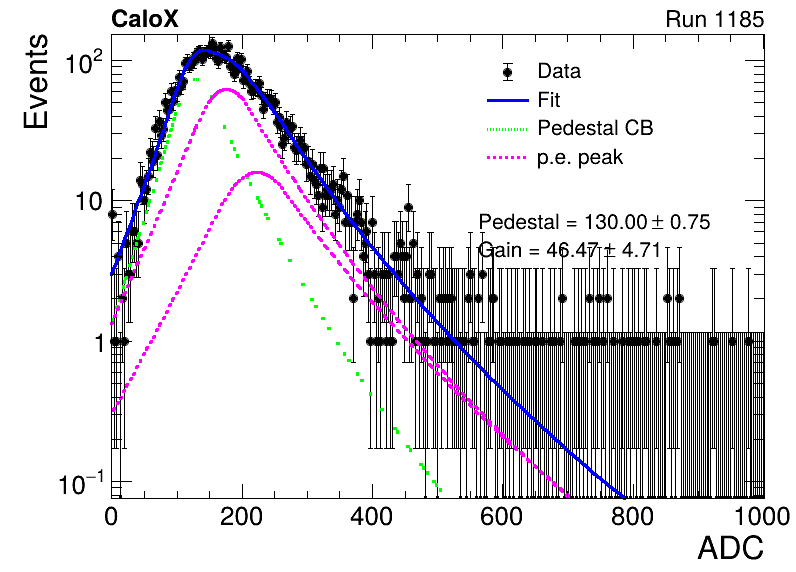 CaloX Run 1185
Events
10²
10
1
10⁻¹
Data
Fit
Pedestal CB
p.e. peak
Pedestal = 130.00 ± 0.75
Gain = 46.47 ± 4.71
0 200 400 600 800 1000
ADC